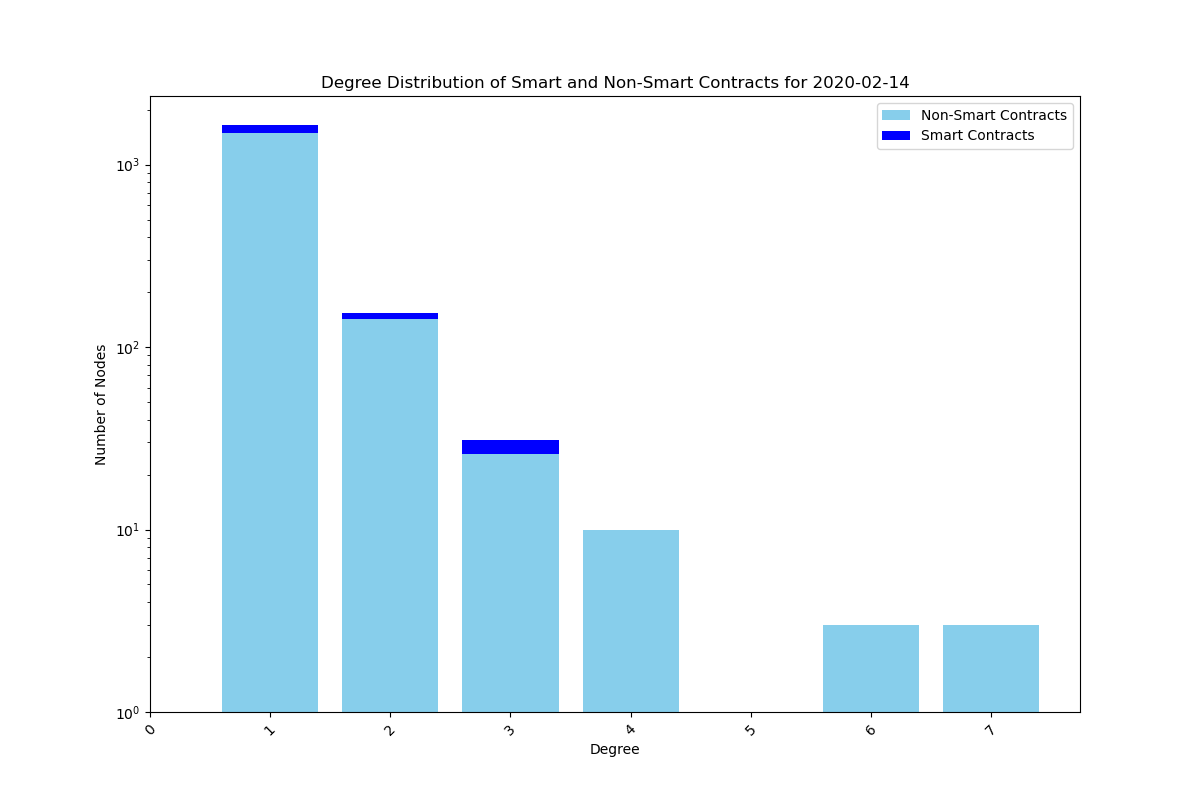 Degree Distribution of Smart and Non-Smart Contracts for 2020-02-14
Non-Smart Contracts
Smart Contracts
Number of Nodes
10³
10²
10¹
10⁰
0 1 2 3 4 5 6 7
Degree